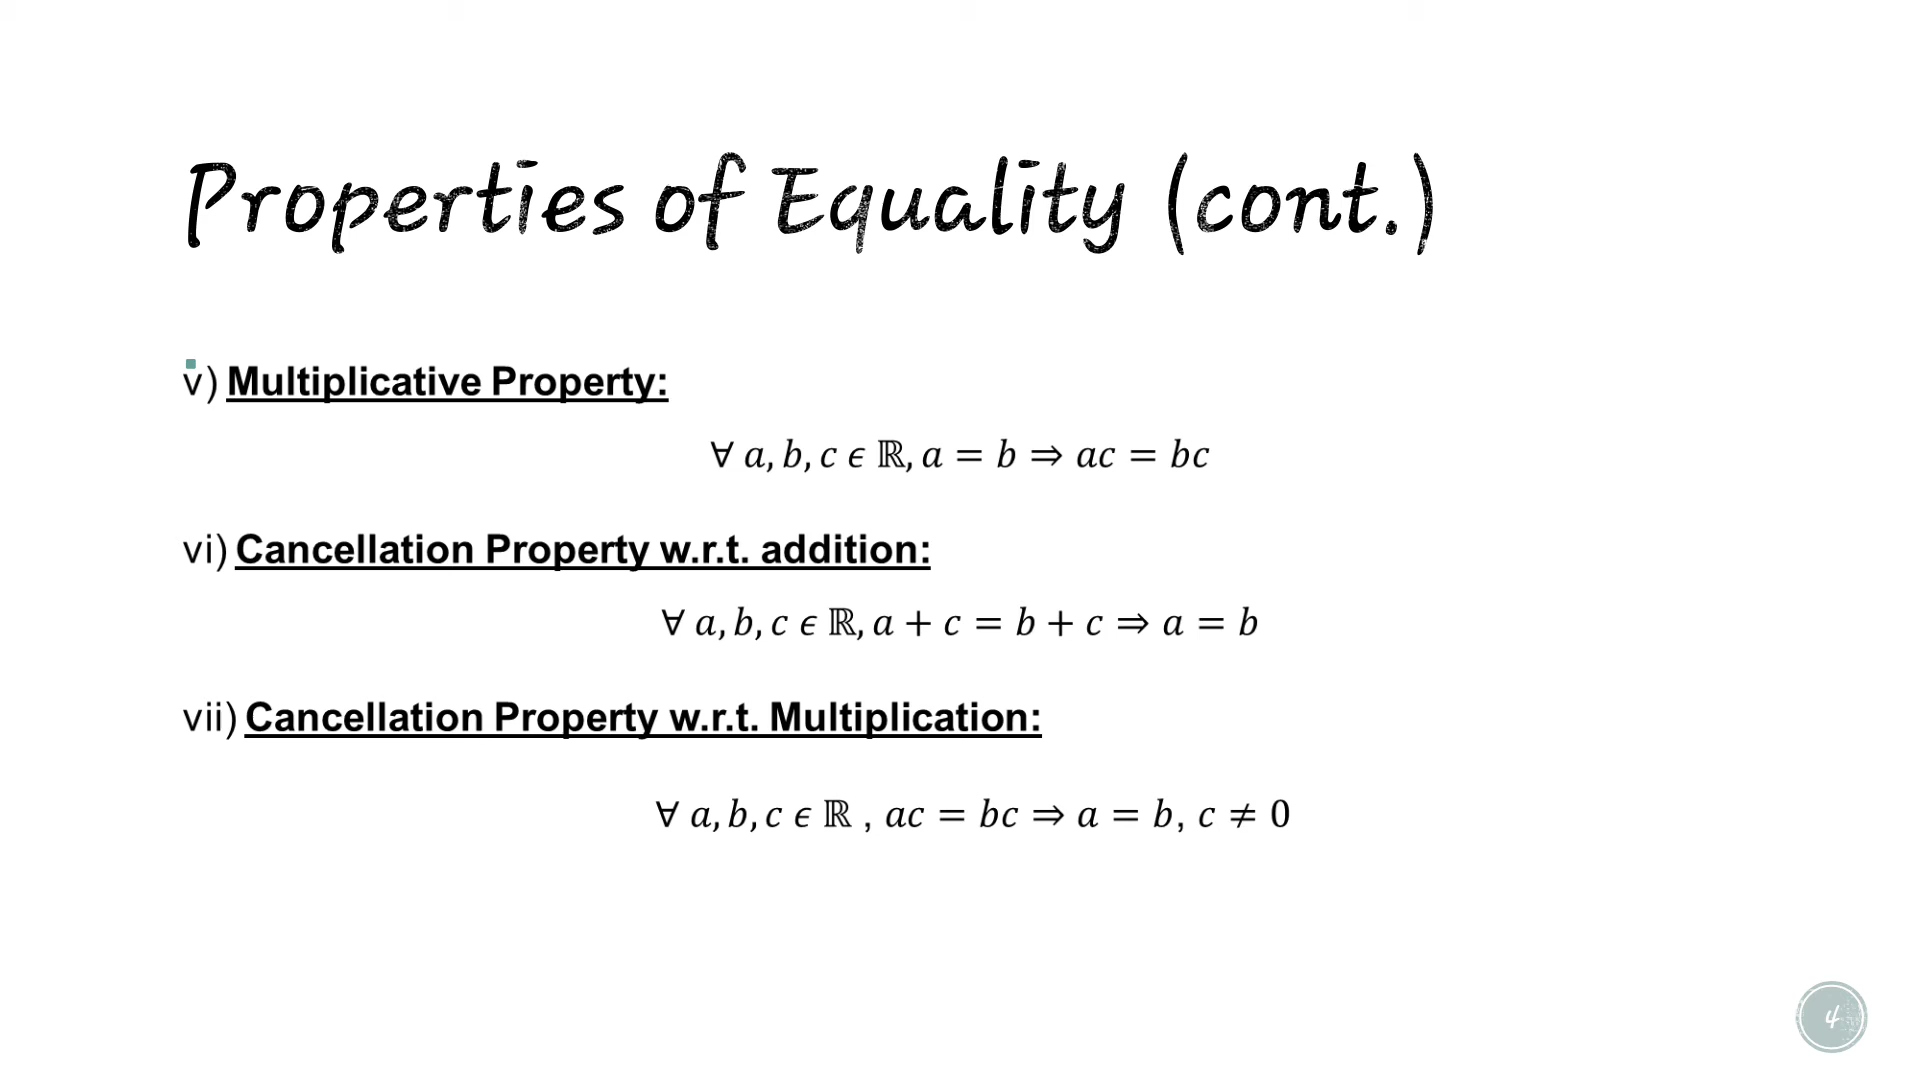 Properties of Equality (cont.)
v) Multiplicative Property:
∀ a, b, c ϵ ℝ, a = b ⇒ ac = bc
vi) Cancellation Property w.r.t. addition:
∀ a, b, c ϵ ℝ, a + c = b + c ⇒ a = b
vii) Cancellation Property w.r.t. Multiplication:
∀ a, b, c ϵ ℝ , ac = bc ⇒ a = b, c ≠ 0
4